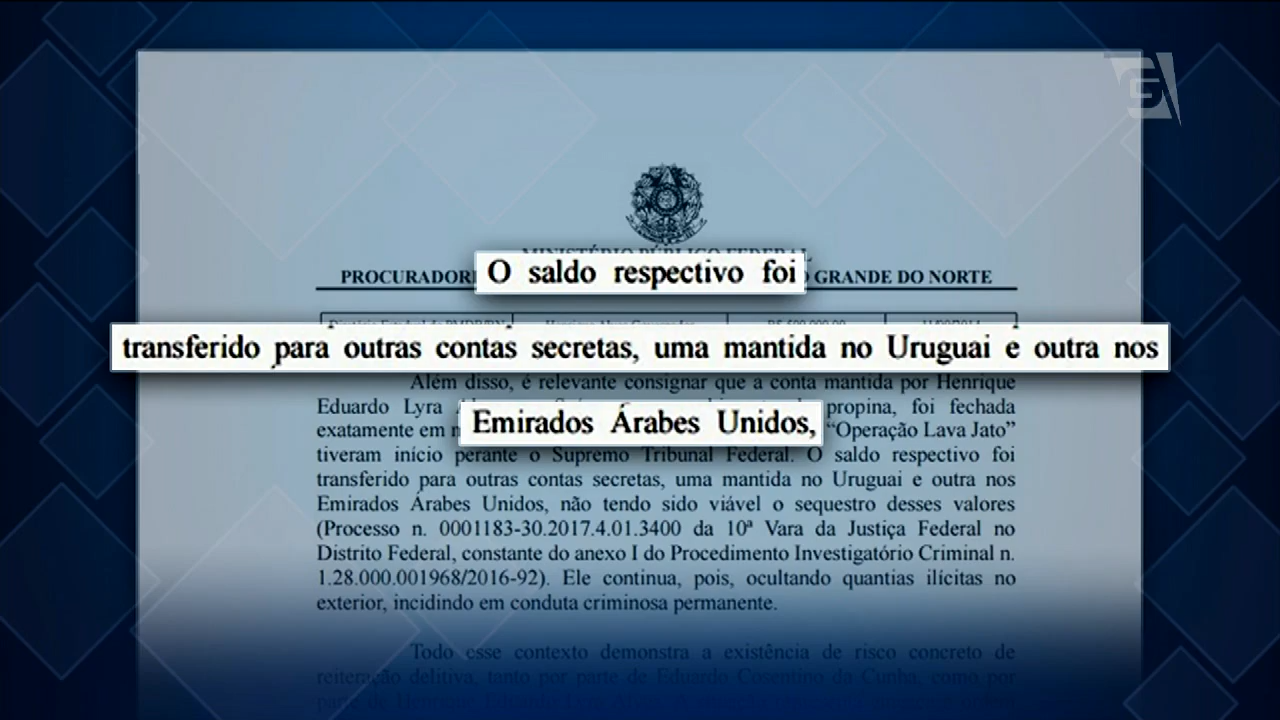 MINISTÉRIO PÚBLICO FEDERAL
O saldo respectivo foi
PROCURADOR GRANDE DO NORTE
transferido para outras contas secretas, uma mantida no Uruguai e outra nos
Emirados Árabes Unidos,
Além disso, é relevante consignar que a conta mantida por Henrique
Eduardo Lyra propina, foi fechada
exatamente em “Operação Lava Jato”
tiveram início perante o Supremo Tribunal Federal. O saldo respectivo foi
transferido para outras contas secretas, uma mantida no Uruguai e outra nos
Emirados Árabes Unidos, não tendo sido viável o sequestro desses valores
(Processo n. 0001183-30.2017.4.01.3400 da 10ª Vara da Justiça Federal no
Distrito Federal, constante do anexo I do Procedimento Investigatório Criminal n.
1.28.000.001968/2016-92). Ele continua, pois, ocultando quantias ilícitas no
exterior, incidindo em conduta criminosa permanente.
Todo esse contexto demonstra a existência de risco concreto de
reiteração delitiva, tanto por parte de Eduardo Cosentino da Cunha, como por